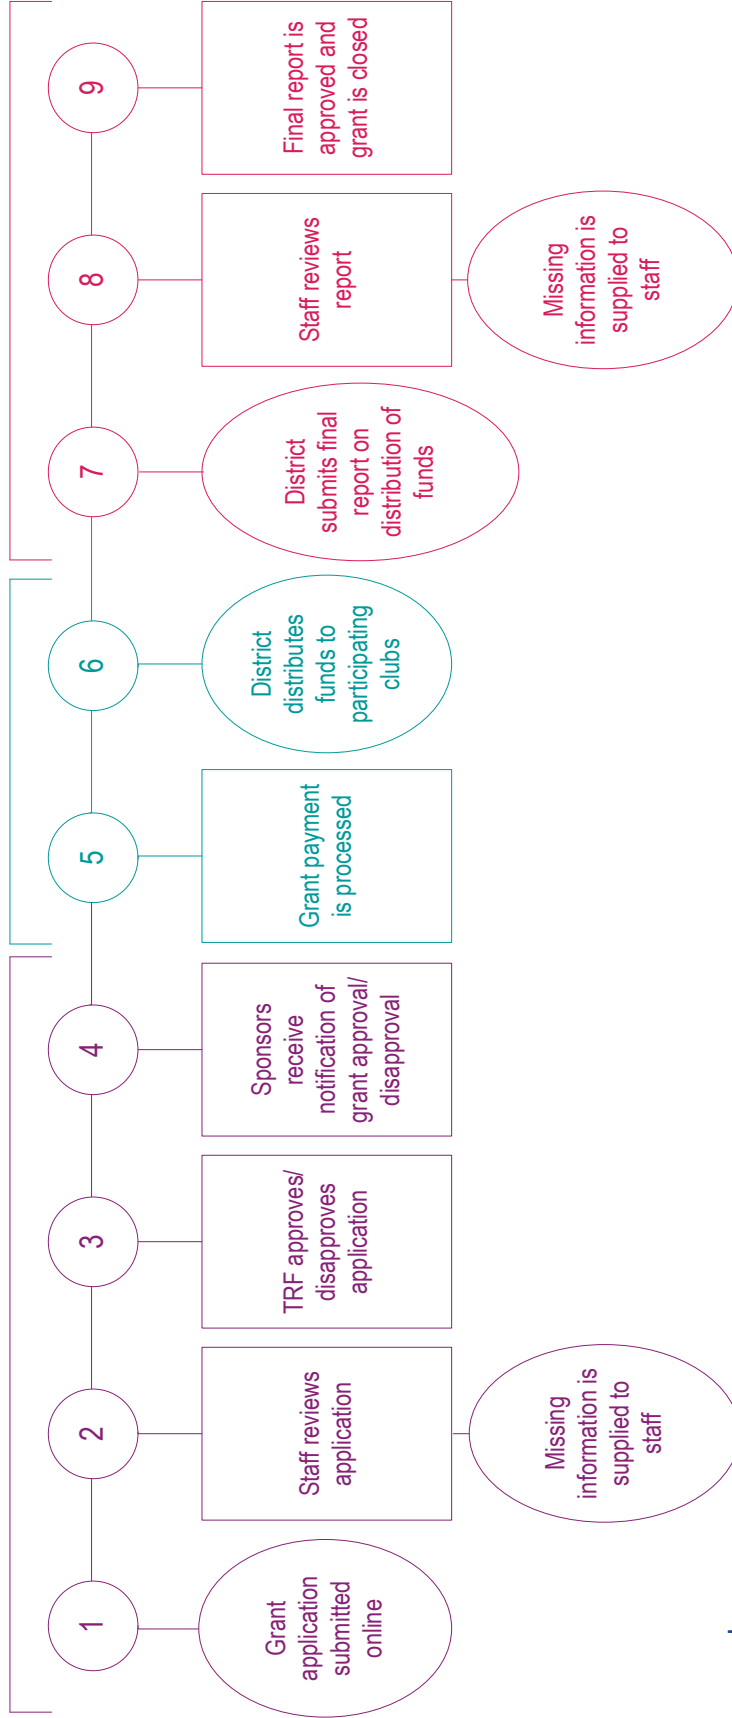 1
Grant
application
submitted
online
2
Staff reviews
application
Missing
information is
supplied to
staff
3
TRF approves/
disapproves
application
4
Sponsors
receive
notification of
grant approval/
disapproval
5
Grant payment
is processed
6
District
distributes
funds to
participating
clubs
7
District
submits final
report on
distribution of
funds
8
Staff reviews
report
Missing
information is
supplied to
staff
9
Final report is
approved and
grant is closed